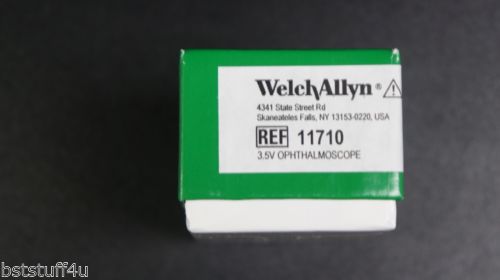 WelchAllyn ®
4341 State Street Rd
Skaneateles Falls, NY 13153-0220, USA
REF 11710
3.5V OPHTHALMOSCOPE
bststuff4u